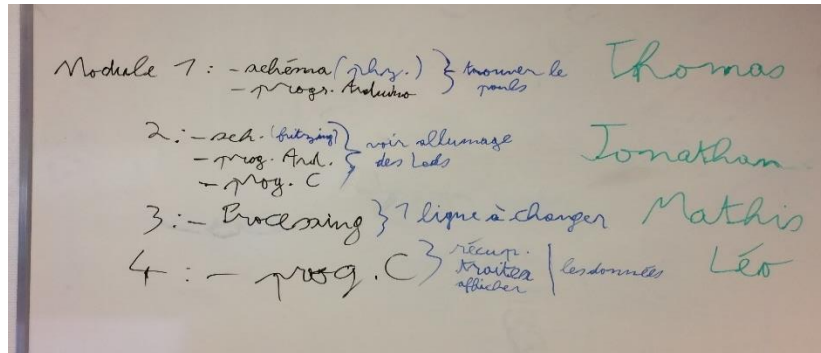 Module 1 : - schéma (phy.) } trouver le Thomas
- progr. Arduino } pouls
2 : - sch. (fritzing) } voir allumage Jonathan
- prog. Ard. } des Leds
- prog. C }
3 : - Processing } 1 ligne à changer Mathis
récup.
4 : - prog. C } traiter | les données Léo
afficher